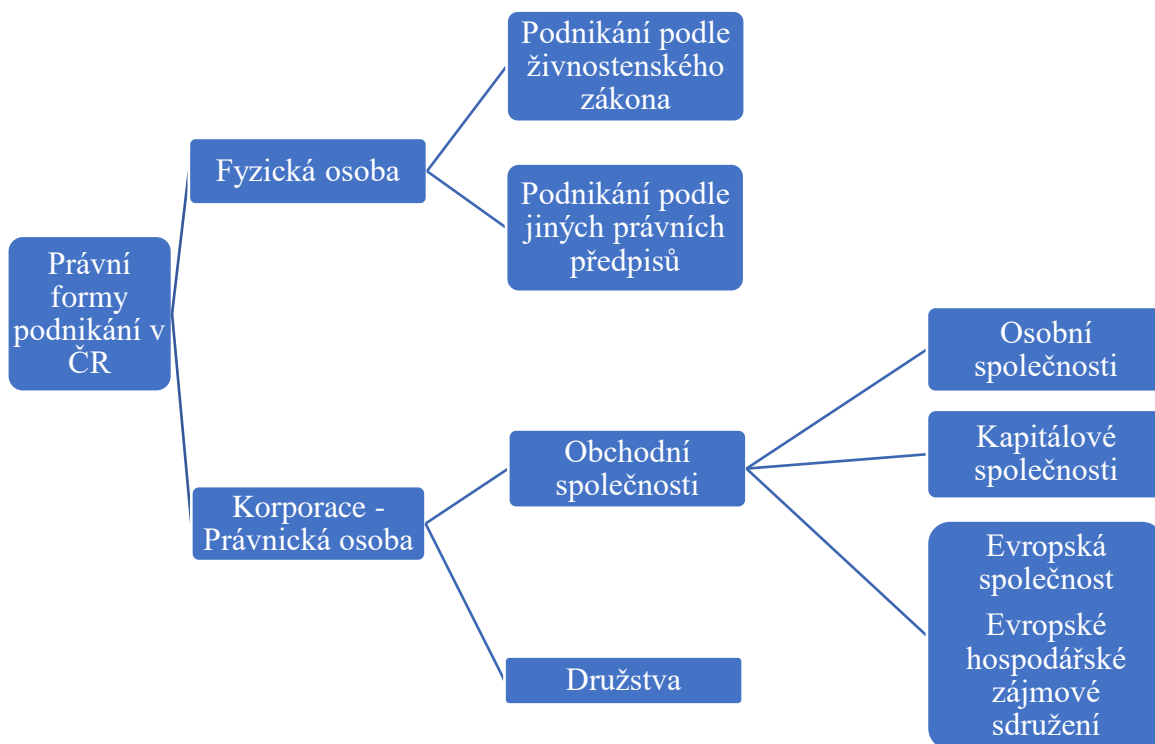 Právní
formy
podnikání v
ČR
Fyzická osoba
Podnikání podle
živnostenského
zákona
Podnikání podle
jiných právních
předpisů
Korporace -
Právnická osoba
Obchodní
společnosti
Osobní
společnosti
Kapitálové
společnosti
Evropská
společnost
Evropské
hospodářské
zájmové
sdružení
Družstva